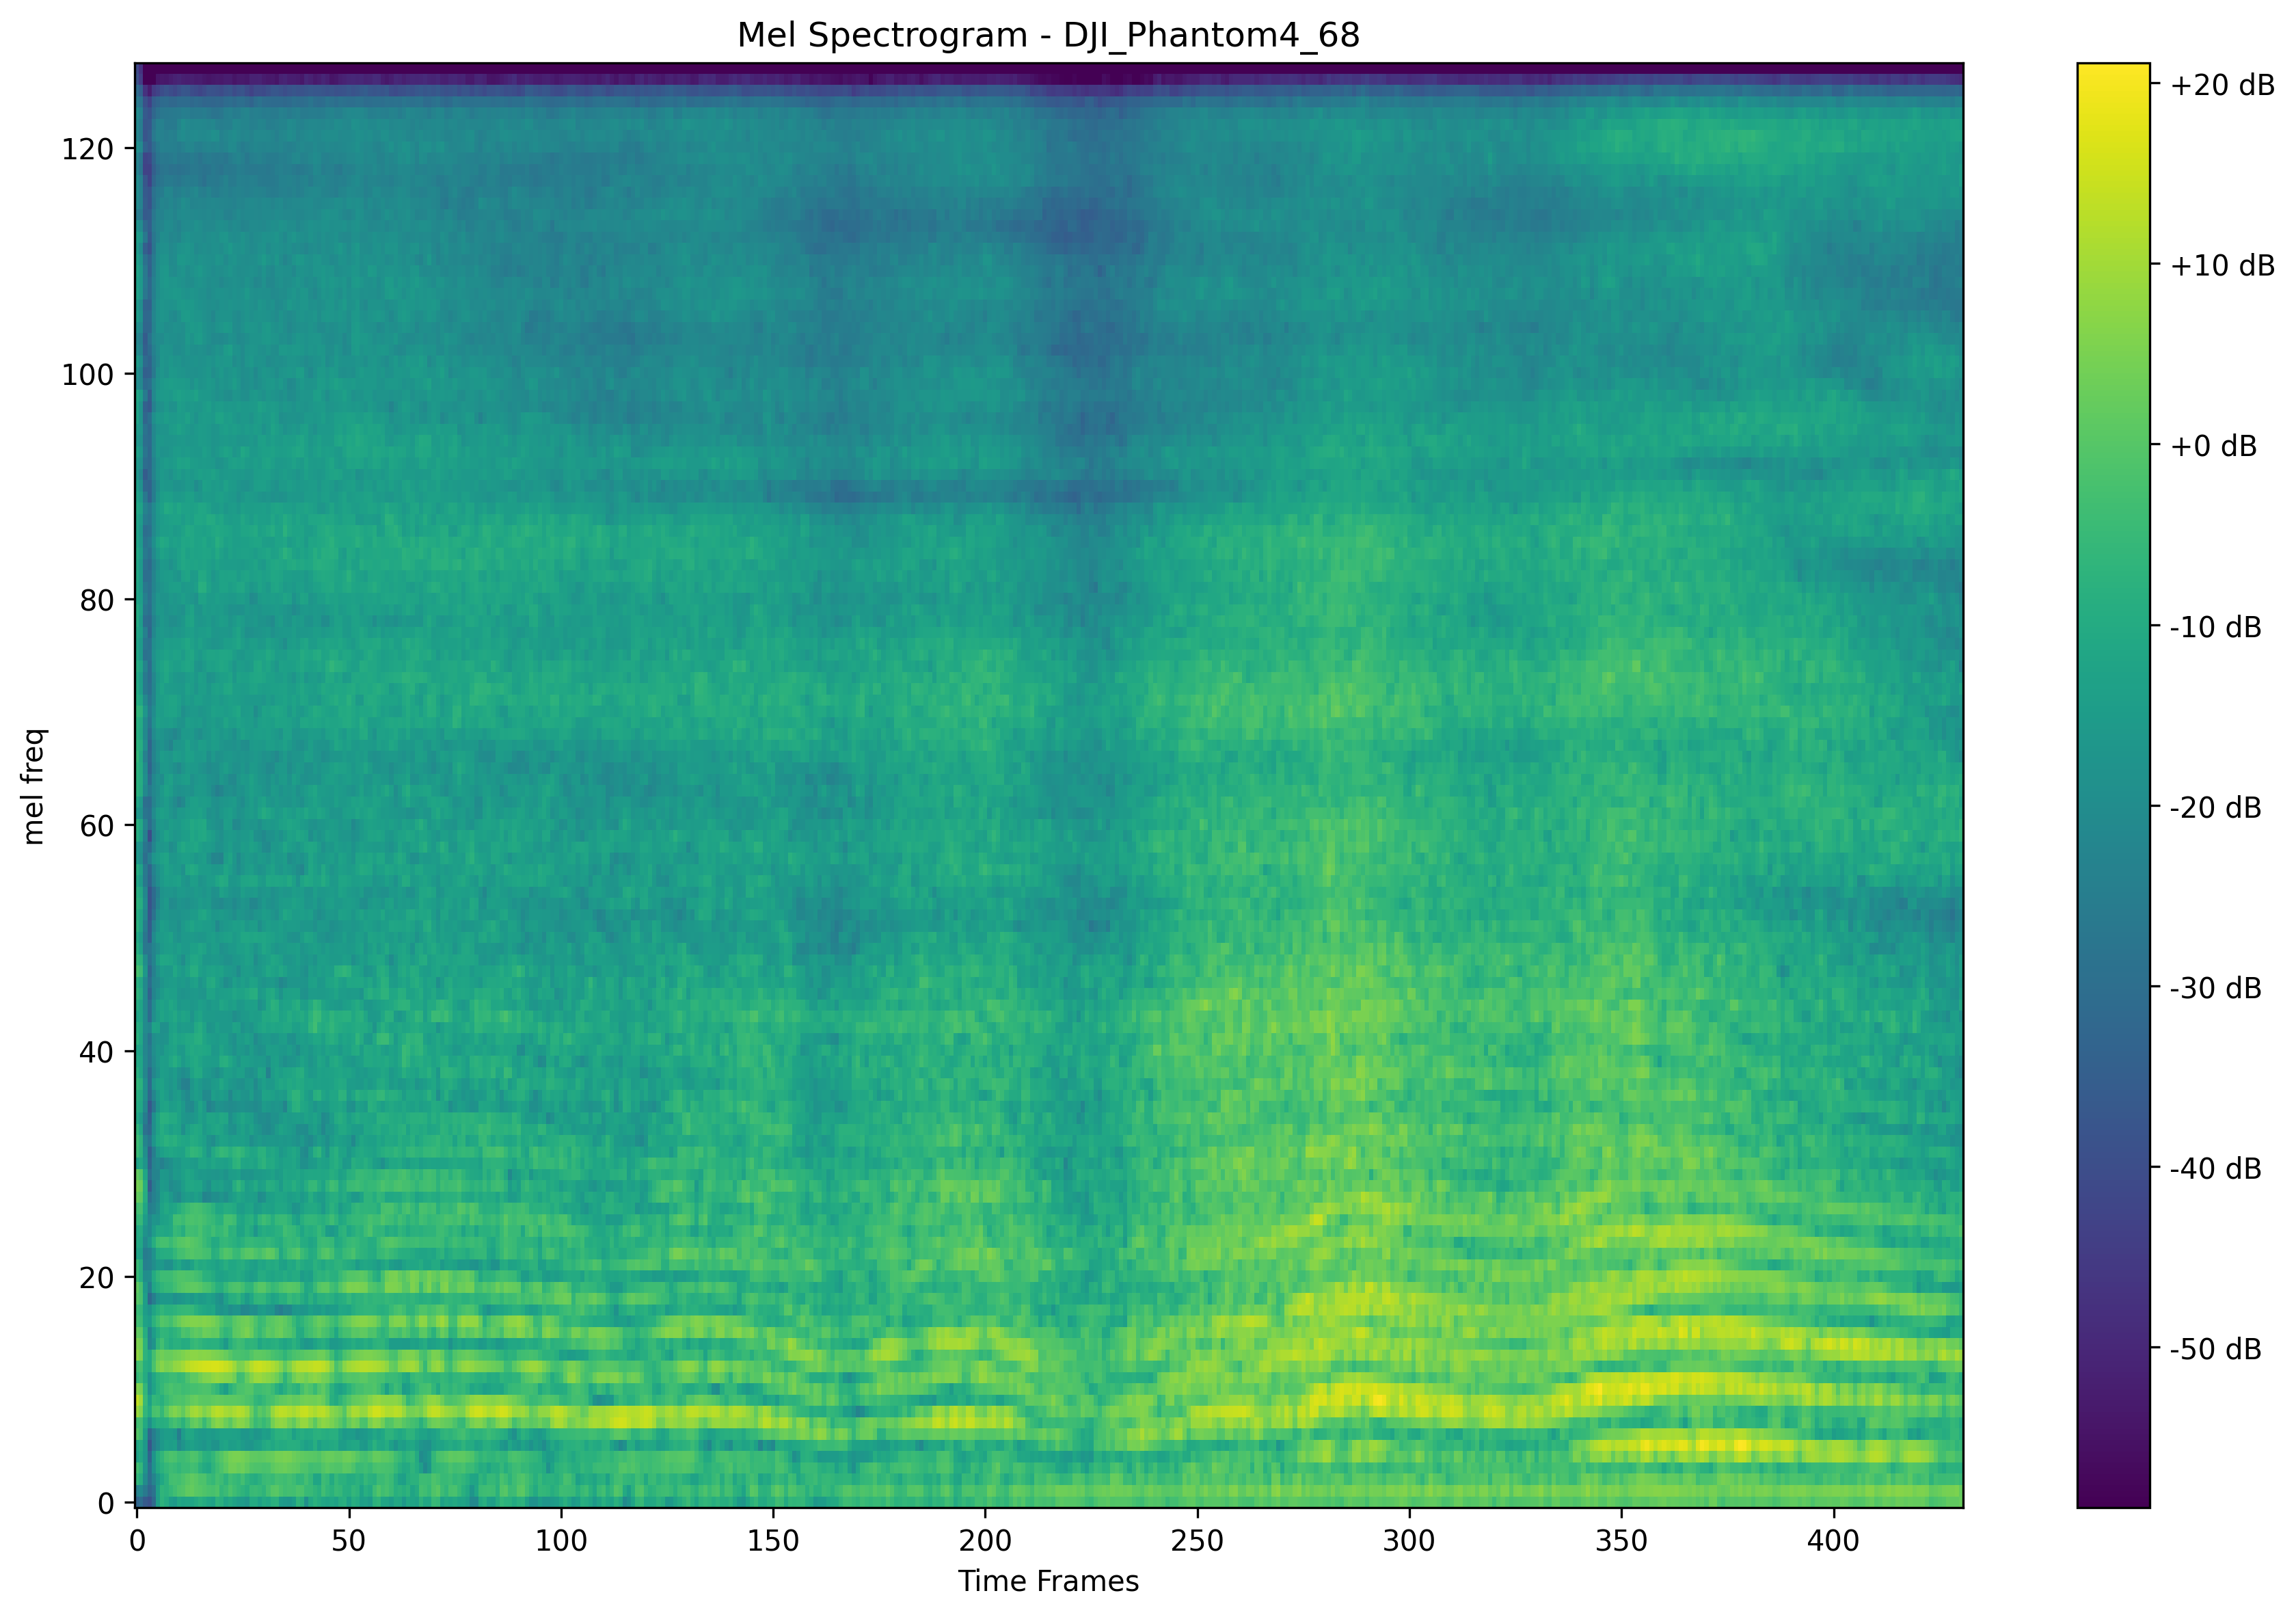 Mel Spectrogram - DJI_Phantom4_68
mel freq
120
100
80
60
40
20
0
0 50 100 150 200 250 300 350 400
Time Frames
+20 dB
+10 dB
+0 dB
-10 dB
-20 dB
-30 dB
-40 dB
-50 dB